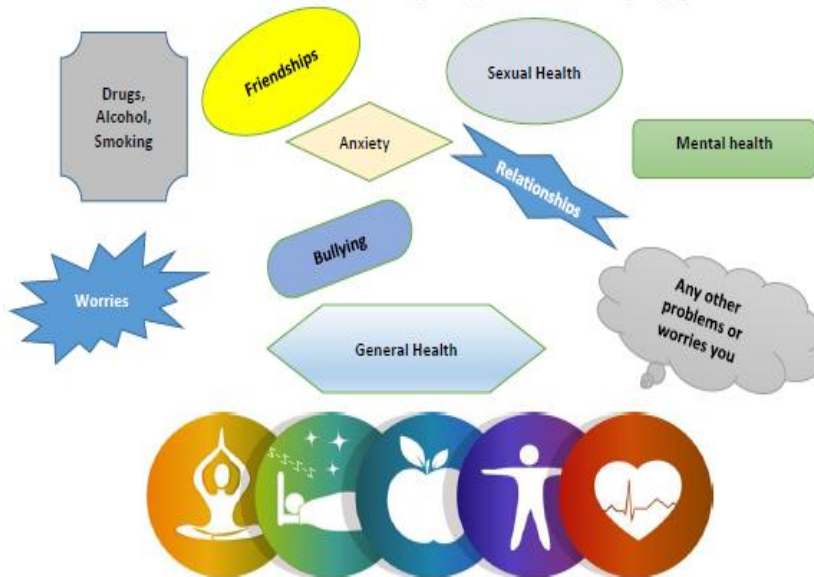 Friendships
Sexual Health
Drugs,
Alcohol,
Smoking
Anxiety
Mental health
Relationships
Bullying
Worries
Any other
problems or
worries you
General Health